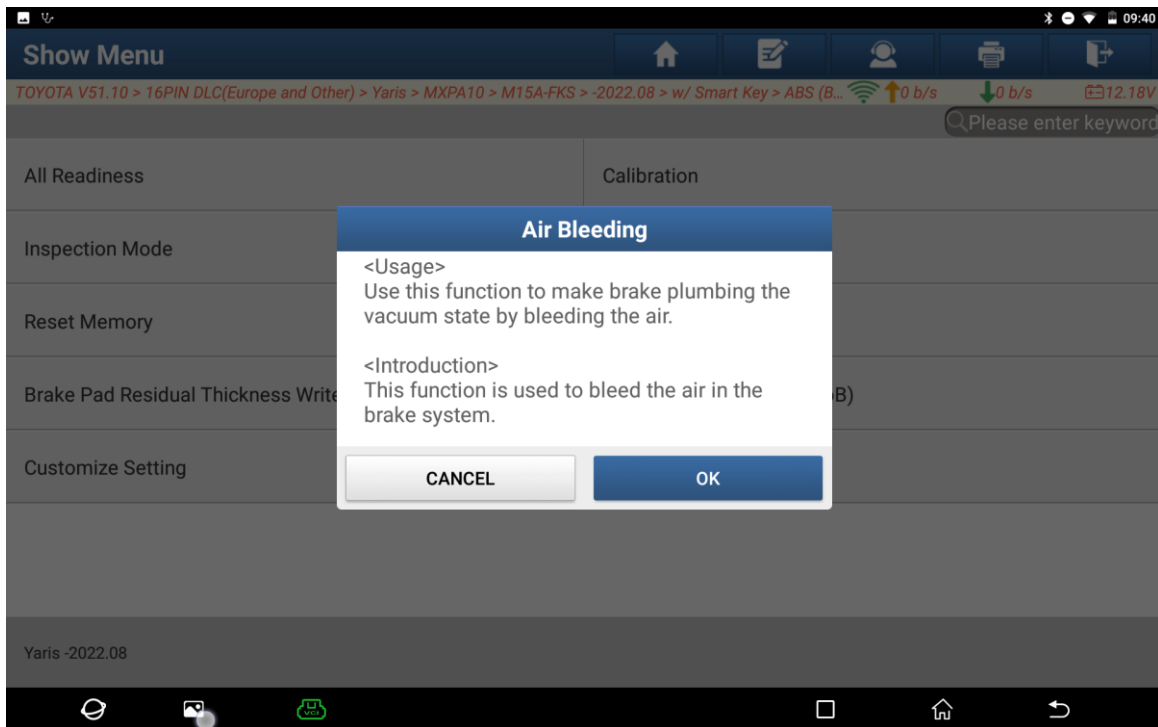 09:40
Show Menu
TOYOTA V51.10 > 16PIN DLC(Europe and Other) > Yaris > MXPA10 > M15A-FKS > -2022.08 > w/ Smart Key > ABS (B... 0 b/s 0 b/s 12.18V
Please enter keyword
All Readiness Calibration
Air Bleeding
Inspection Mode
<Usage>
Use this function to make brake plumbing the
vacuum state by bleeding the air.
Reset Memory
<Introduction>
This function is used to bleed the air in the
brake system.
Brake Pad Residual Thickness Write
B)
Customize Setting
CANCEL OK
Yaris -2022.08
VCI